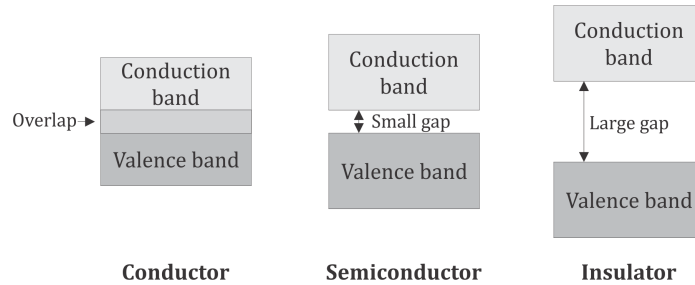 Conduction
band
Overlap
Valence band
Conductor
Conduction
band
Small gap
Valence band
Semiconductor
Conduction
band
Large gap
Valence band
Insulator